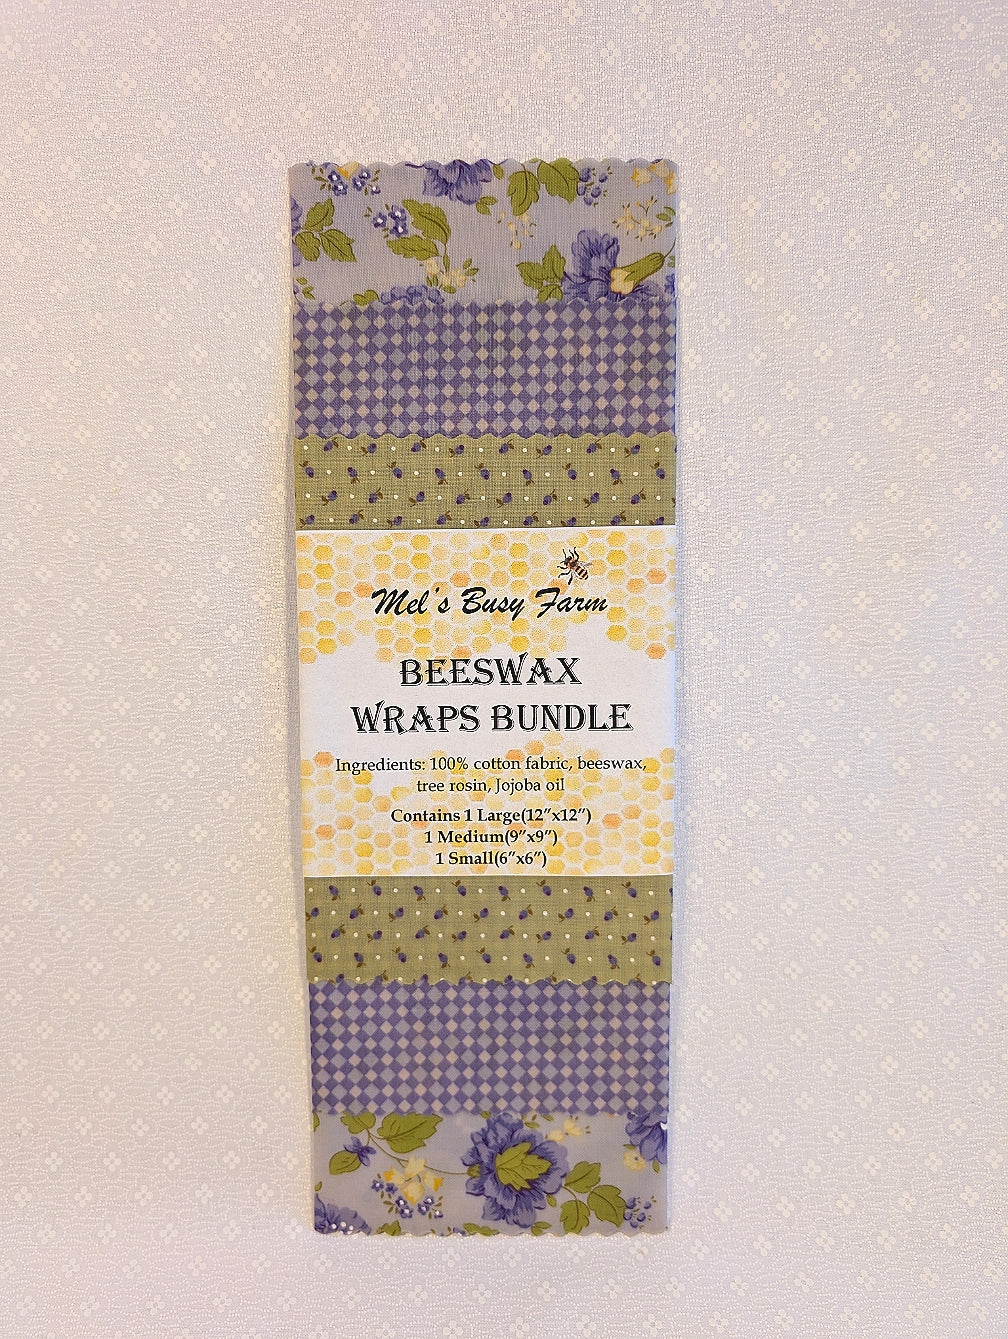 Mel's Busy Farm
BEESWAX
WRAPS BUNDLE
Ingredients: 100% cotton fabric, beeswax,
tree rosin, Jojoba oil
Contains 1 Large(12”x12”)
1 Medium(9”x9”)
1 Small(6”x6”)